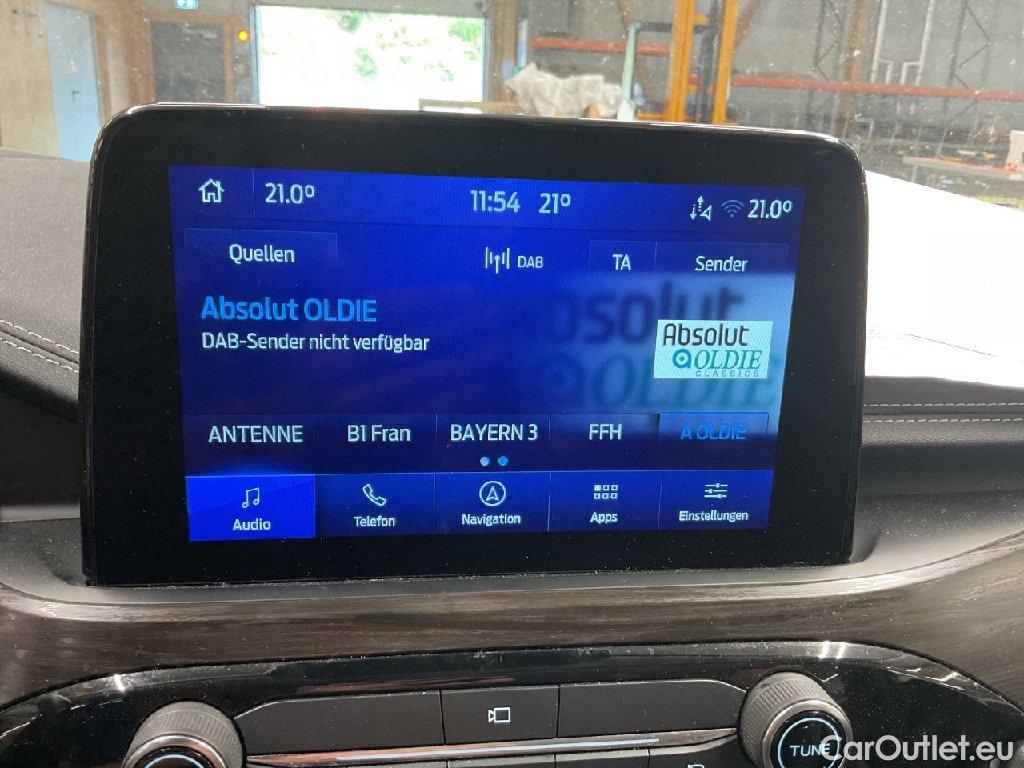 21.0° 11:54 21° 21.0°
Quellen DAB TA Sender
Absolut OLDIE
DAB-Sender nicht verfügbar
Absolut
OLDIE
CLASSICS
ANTENNE B1 Fran BAYERN 3 FFH A OLDIE
Audio Telefon Navigation Apps Einstellungen
TUNE
CarOutlet.eu